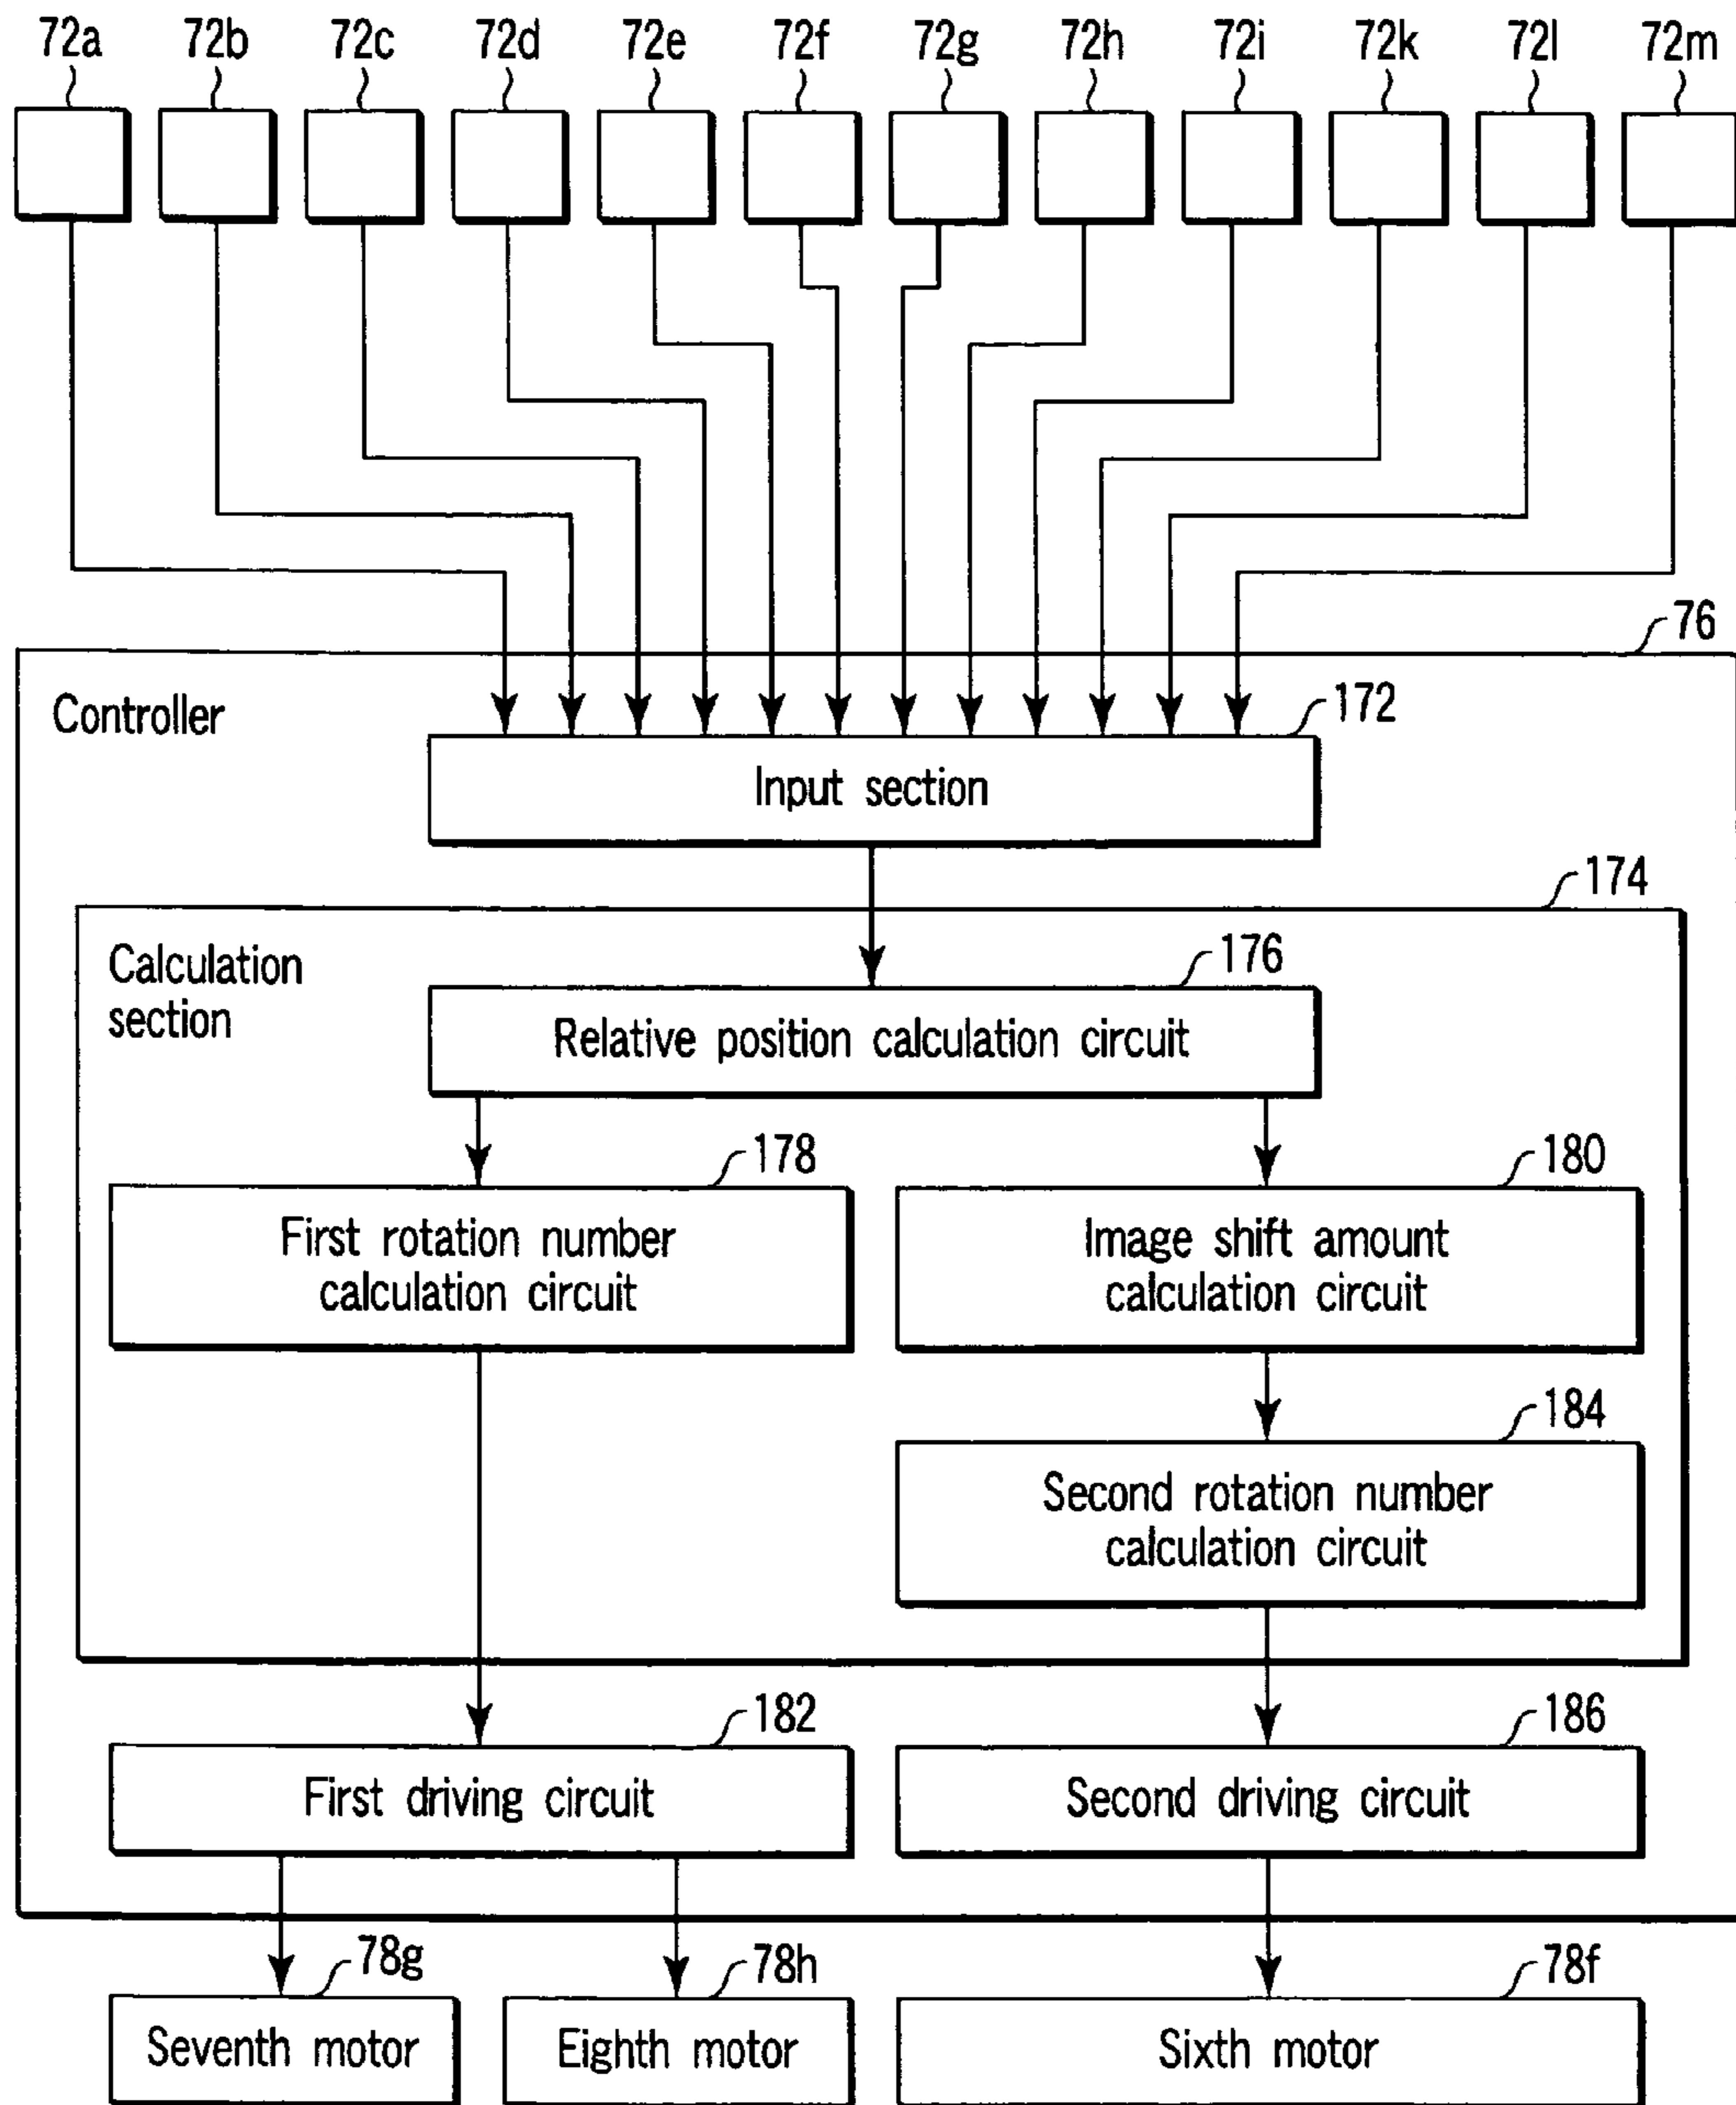 72a 72b 72c 72d 72e 72f 72g 72h 72i 72k 72l 72m
76
Controller
172
Input section
174
Calculation
section
176
Relative position calculation circuit
178
First rotation number
calculation circuit
180
Image shift amount
calculation circuit
184
Second rotation number
calculation circuit
182
First driving circuit
186
Second driving circuit
78g
Seventh motor
78h
Eighth motor
78f
Sixth motor